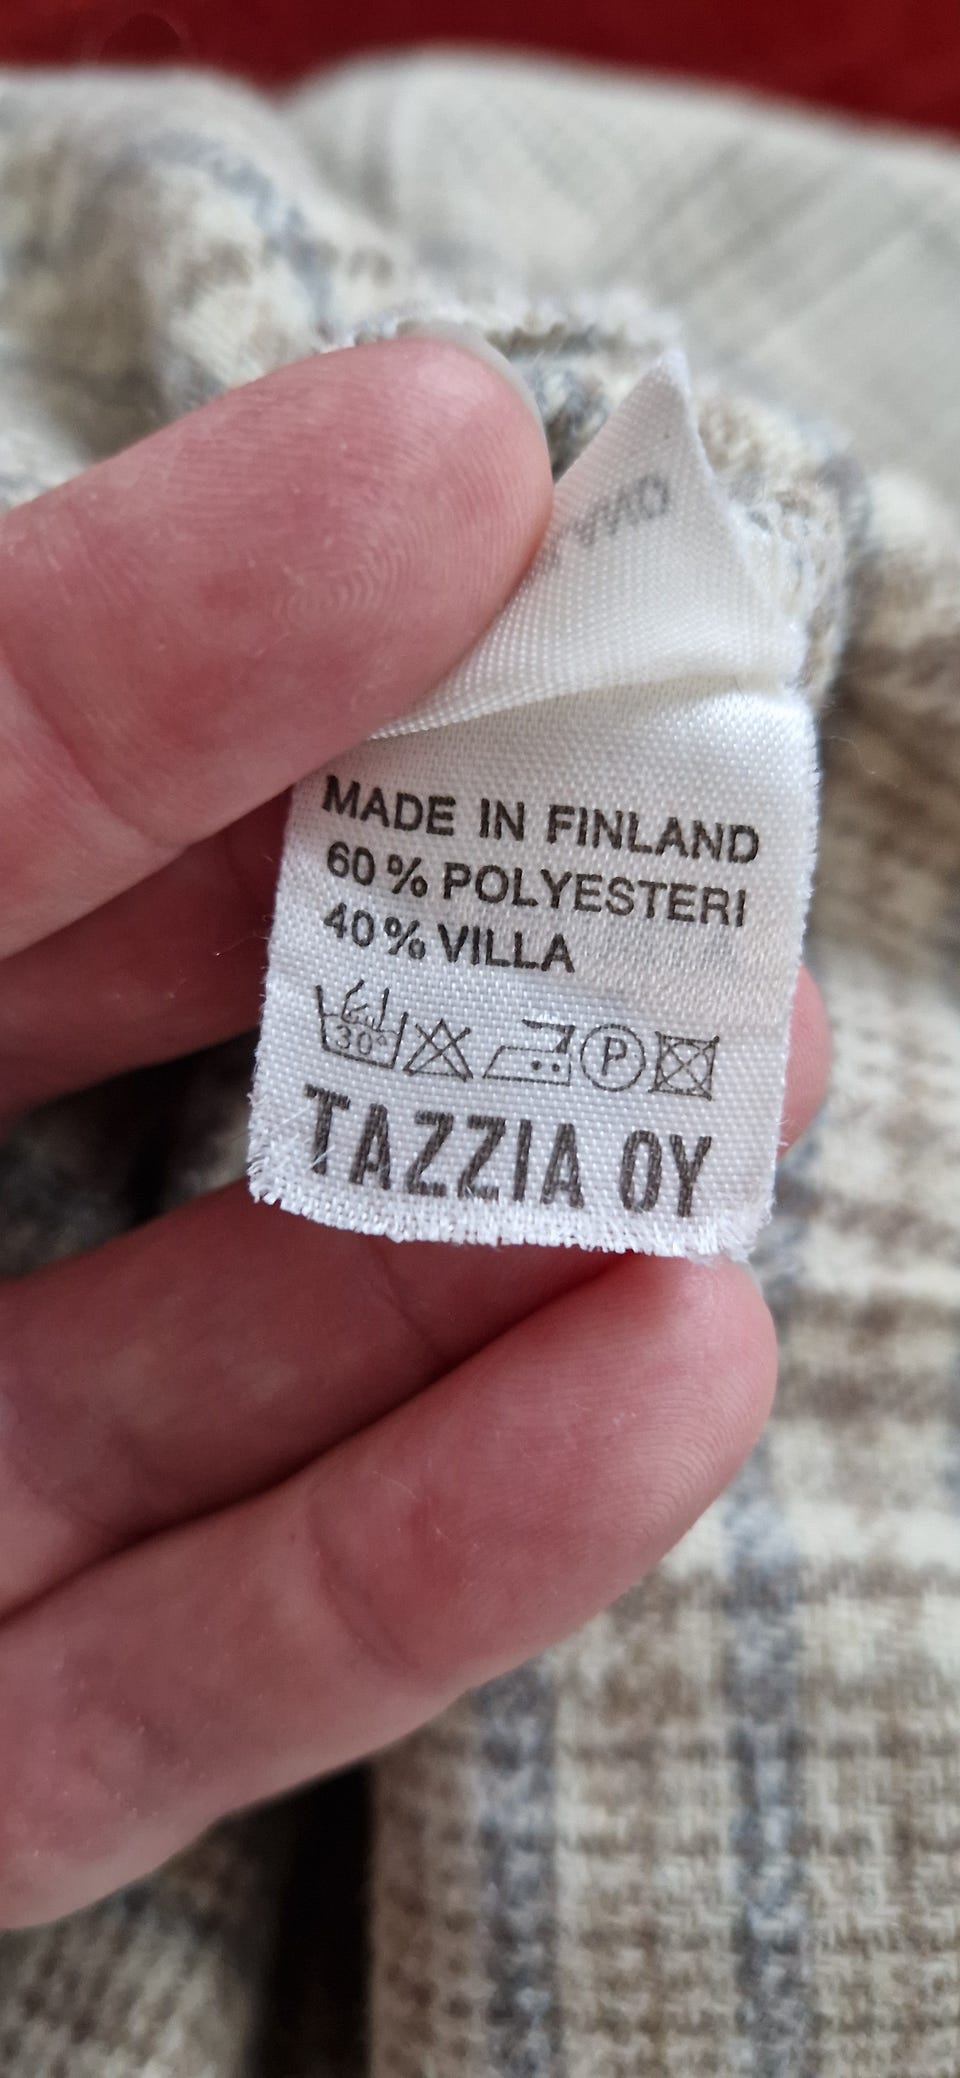 MADE IN FINLAND
60 % POLYESTERI
40 % VILLA
30°
P
TAZZIA OY